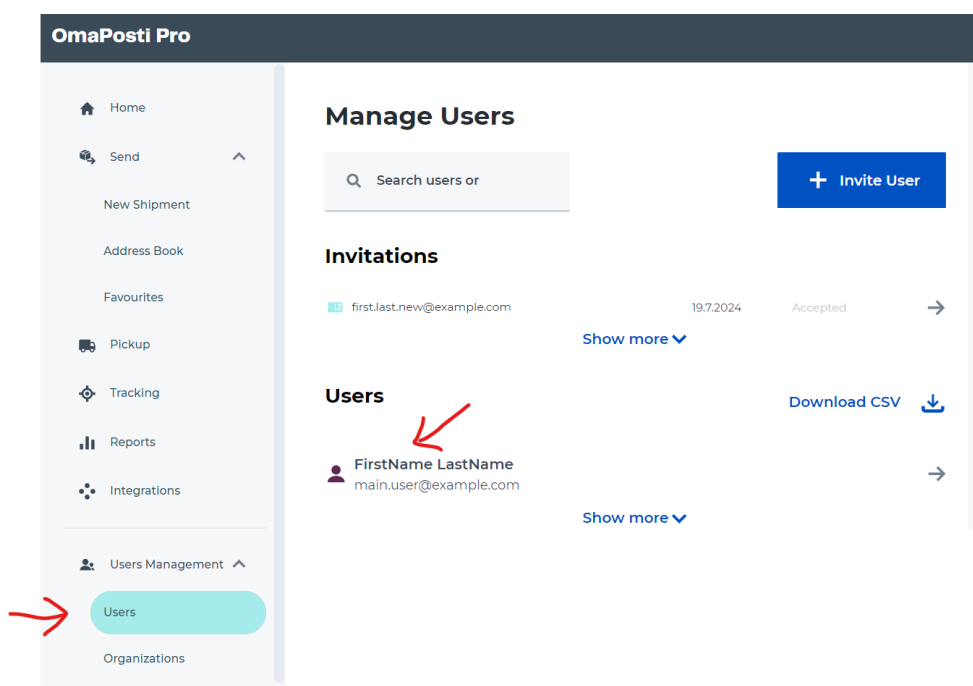 OmaPosti Pro
Home
Send
New Shipment
Address Book
Favourites
Pickup
Tracking
Reports
Integrations
Users Management
Users
Organizations
Manage Users
Search users or
Invite User
Invitations
first.last.new@example.com 19.7.2024 Accepted
Show more
Users
Download CSV
FirstName LastName
main.user@example.com
Show more